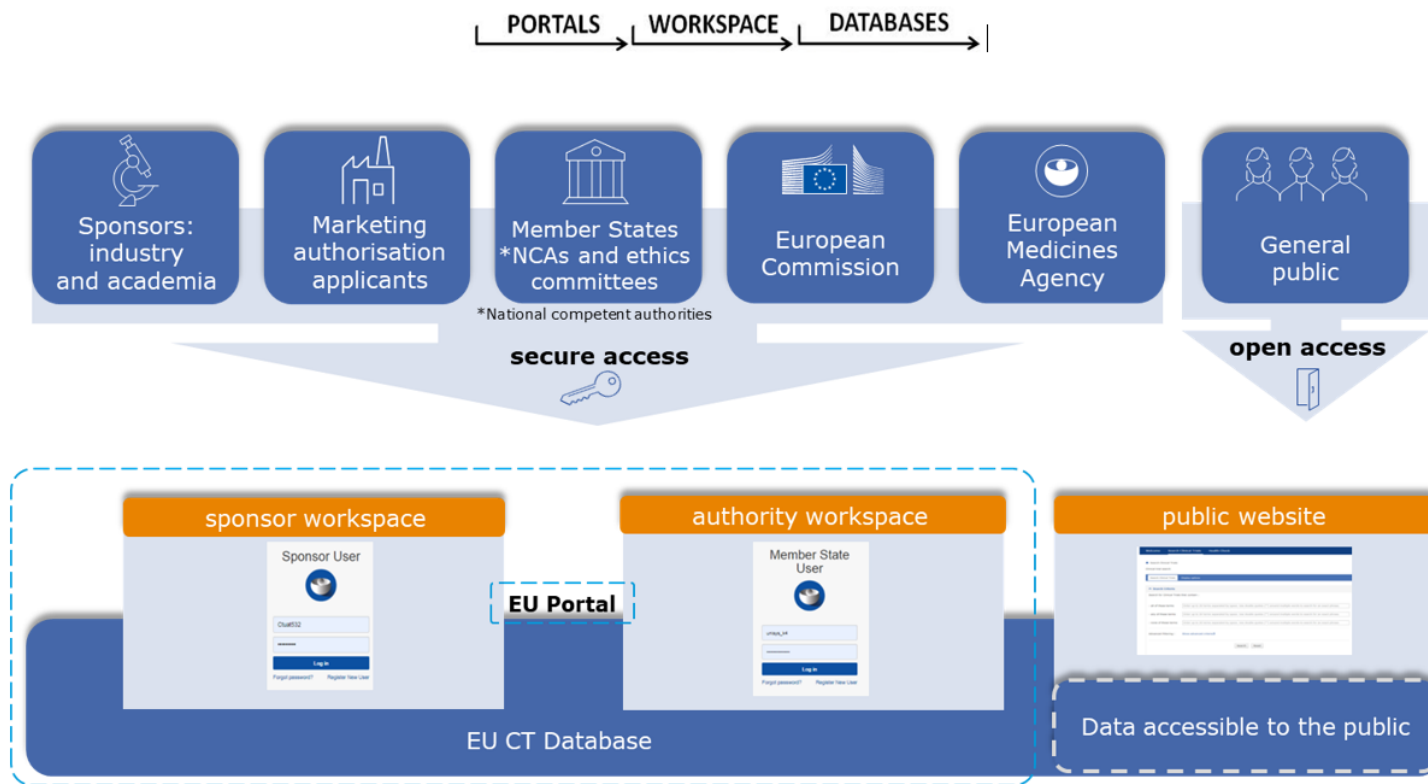 PORTALS
WORKSPACE
DATABASES
Sponsors:
industry
and academia
Marketing
authorisation
applicants
Member States
*NCAs and ethics
committees
European
Commission
European
Medicines
Agency
General
public
*National competent authorities
secure access
open access
sponsor workspace
authority workspace
public website
Sponsor User
Log in
Forgot password? Register New User
EU Portal
Member State
User
Log in
Forgot password? Register New User
EU CT Database
Data accessible to the public